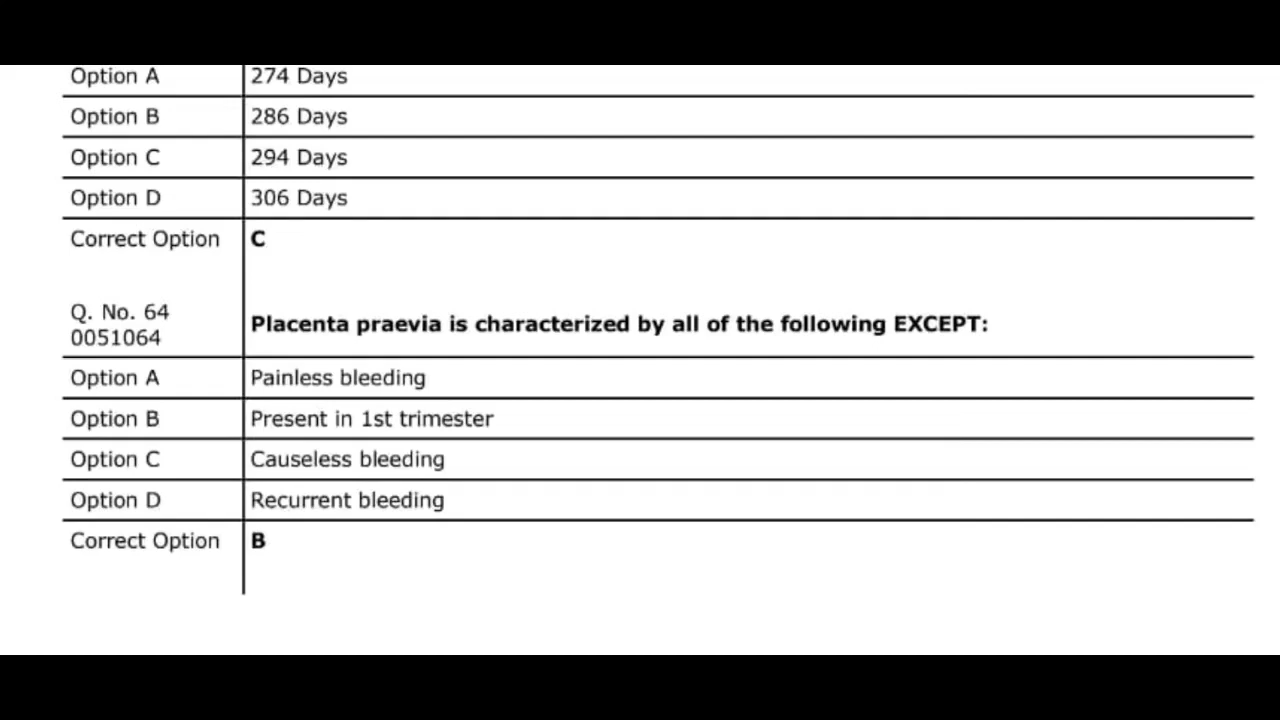 Option A 274 Days
Option B 286 Days
Option C 294 Days
Option D 306 Days
Correct Option C
Q. No. 64
0051064
Placenta praevia is characterized by all of the following EXCEPT:
Option A Painless bleeding
Option B Present in 1st trimester
Option C Causeless bleeding
Option D Recurrent bleeding
Correct Option B